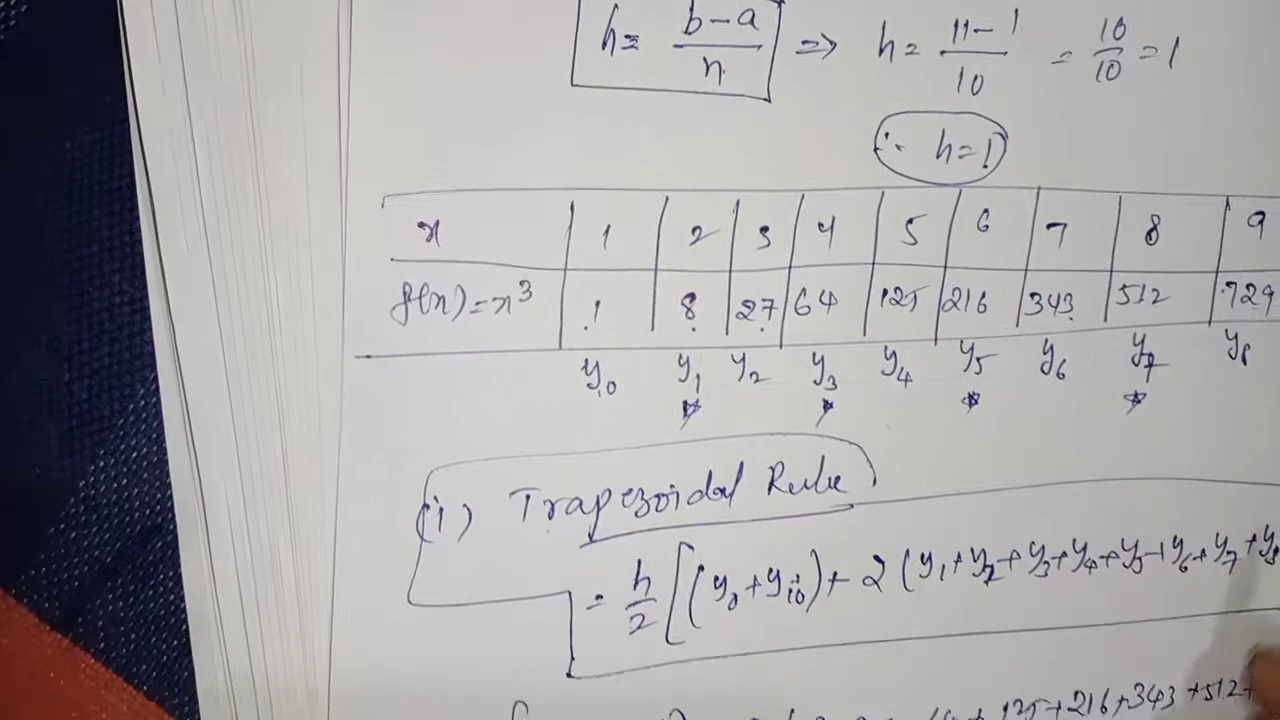 h = b-a/n ⇒ h = 11-1/10 = 10/10 = 1
∴ h=1
x 1 2 3 4 5 6 7 8 9
f(x)=x³ 1 8 27 64 125 216 343 512 729
y₀ y₁ y₂ y₃ y₄ y₅ y₆ y₇ y₈
(i) Trapezoidal Rule
= h/2 [(y₀+y₁₀)+2(y₁+y₂+y₃+y₄+y₅+y₆+y₇+y₈
125+216+343+512+